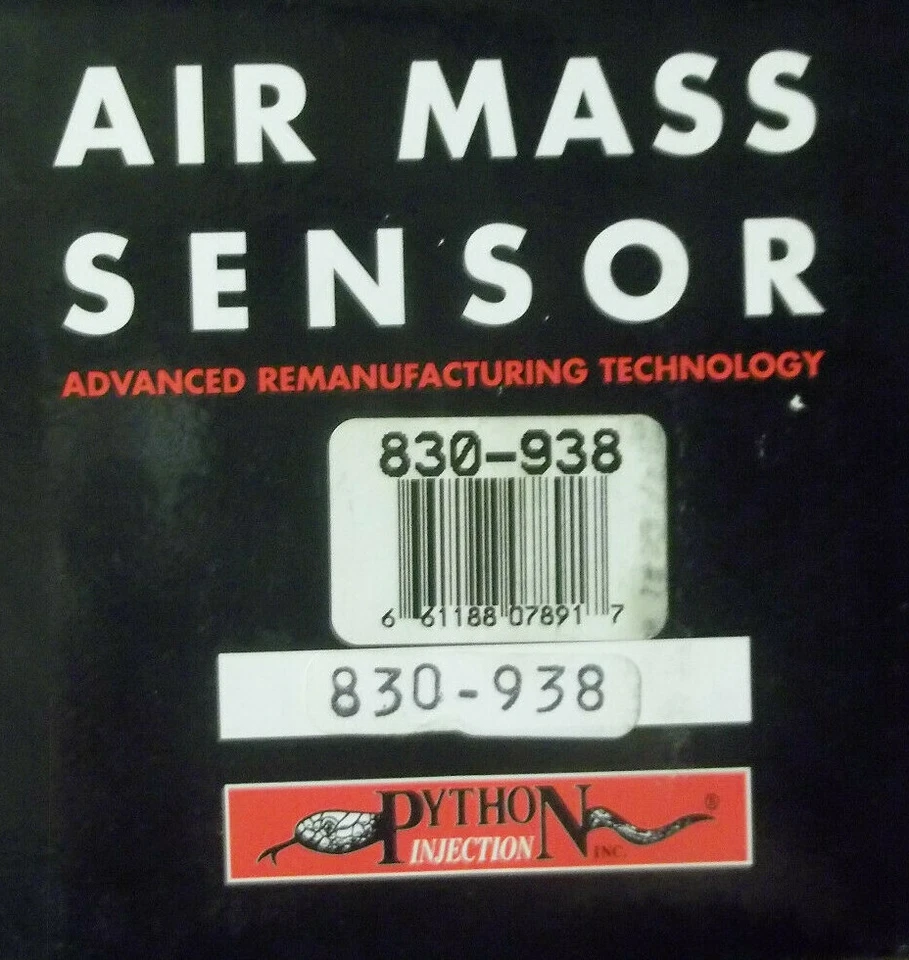 AIR MASS
SENSOR
ADVANCED REMANUFACTURING TECHNOLOGY
830-938
6 61188 07891 7
830-938
PYTHON
INJECTION INC. ®